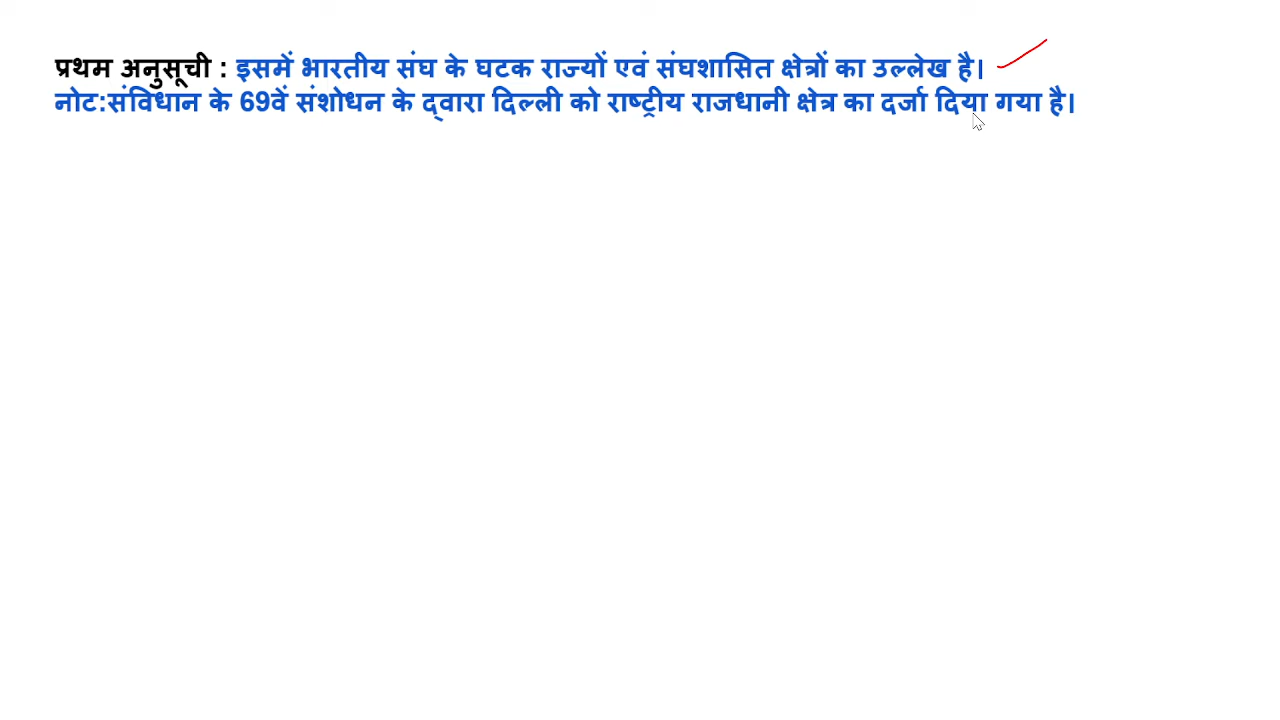 प्रथम अनुसूची : इसमें भारतीय संघ के घटक राज्यों एवं संघशासित क्षेत्रों का उल्लेख है।
नोट:संविधान के 69वें संशोधन के द्वारा दिल्ली को राष्ट्रीय राजधानी क्षेत्र का दर्जा दिया गया है।